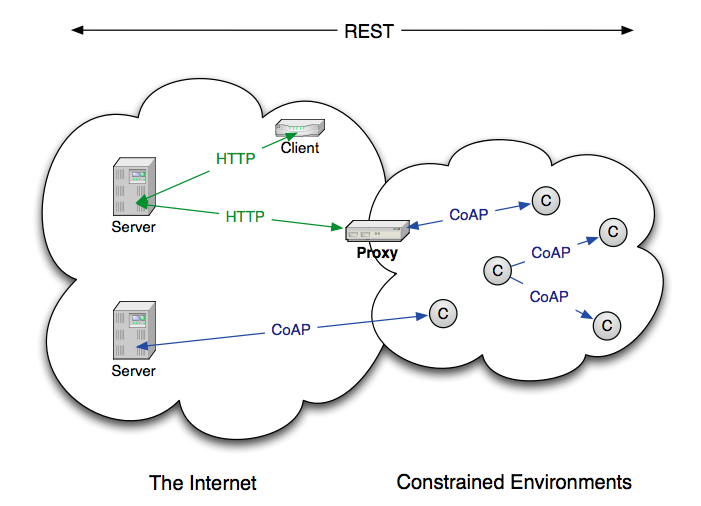 REST
Client
HTTP
Server
HTTP
Proxy
CoAP
C
C
CoAP
C
CoAP
C
C
CoAP
Server
The Internet
Constrained Environments